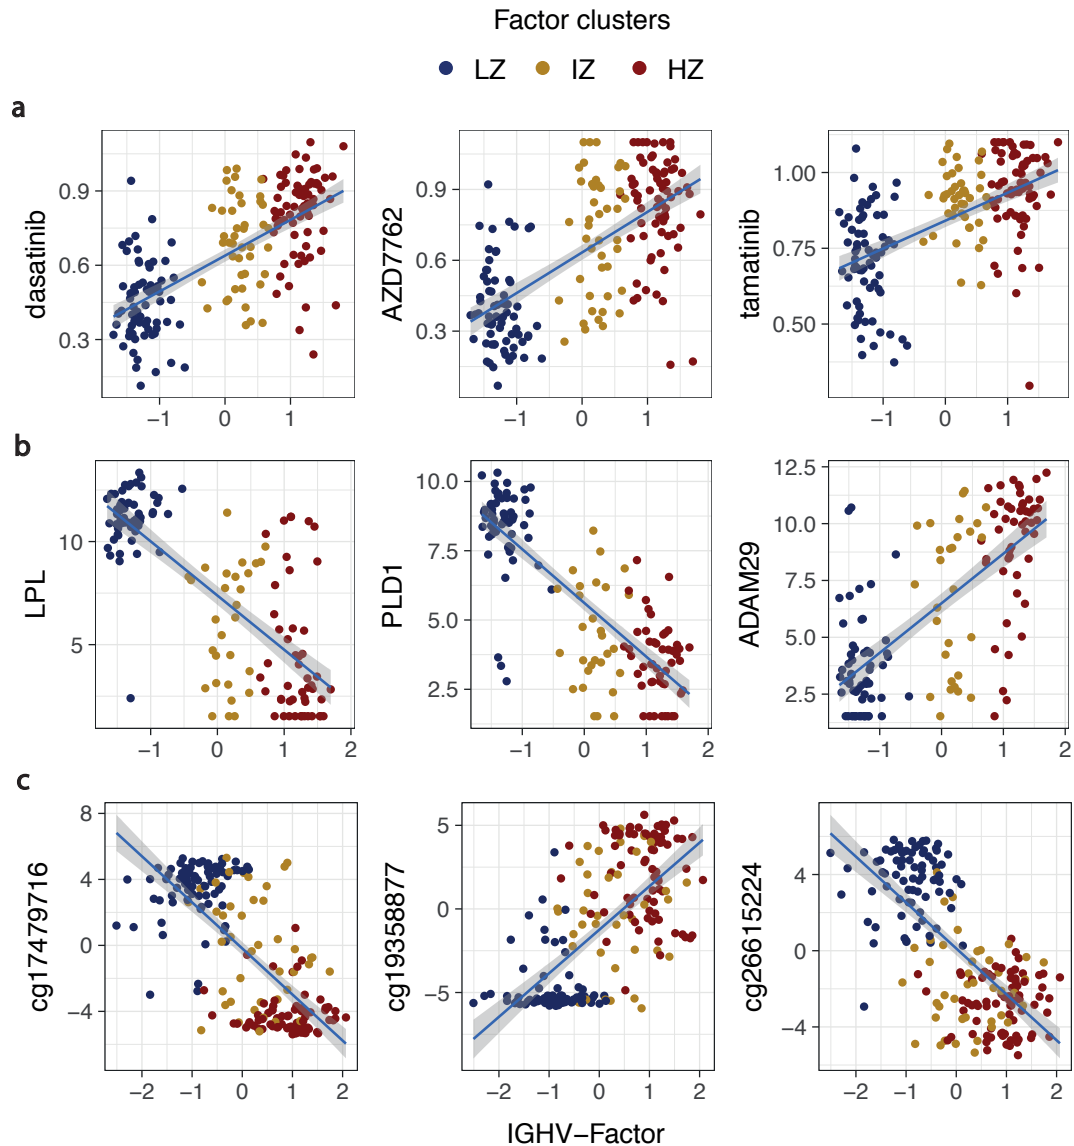 Factor clusters
LZ IZ HZ
a
dasatinib
0.9
0.6
0.3
−1 0 1
AZD7762
0.9
0.6
0.3
−1 0 1
tamatinib
1.00
0.75
0.50
−1 0 1
b
LPL
10
5
−1 0 1 2
PLD1
10.0
7.5
5.0
2.5
−1 0 1 2
ADAM29
12.5
10.0
7.5
5.0
2.5
−1 0 1 2
c
cg17479716
8
4
0
−4
−2 −1 0 1 2
cg19358877
5
0
−5
−2 −1 0 1 2
cg26615224
4
0
−4
−2 −1 0 1 2
IGHV−Factor